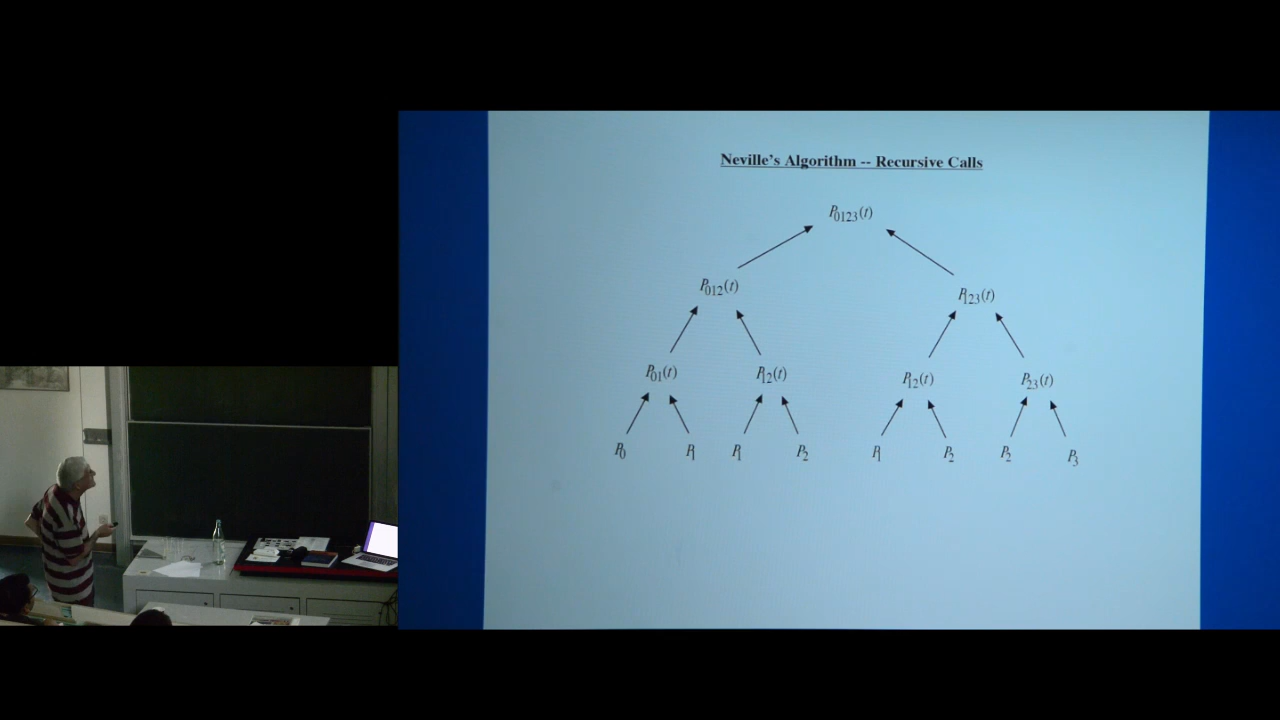 Neville's Algorithm -- Recursive Calls
P0123(t)
P012(t) P123(t)
P01(t) P12(t) P12(t) P23(t)
P0 P1 P1 P2 P1 P2 P2 P3